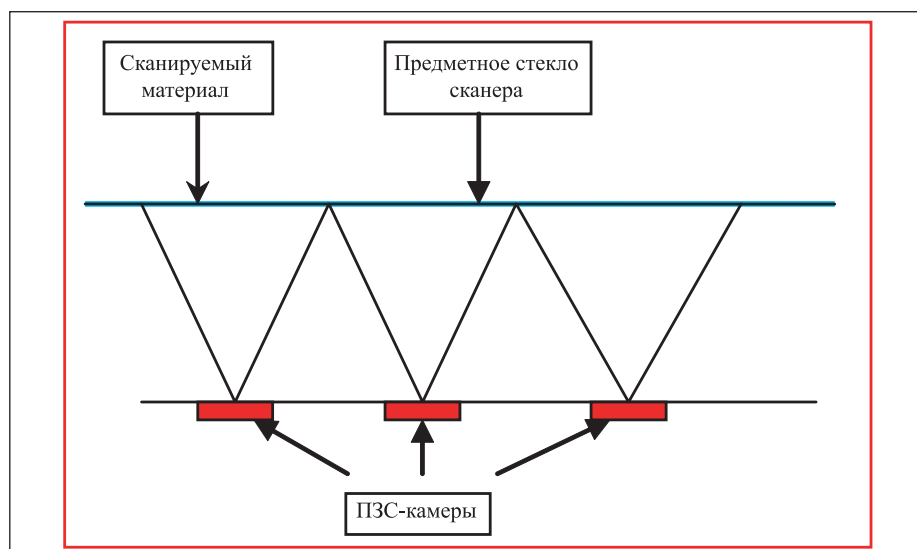 Сканируемый
материал
Предметное стекло
сканера
ПЗС-камеры